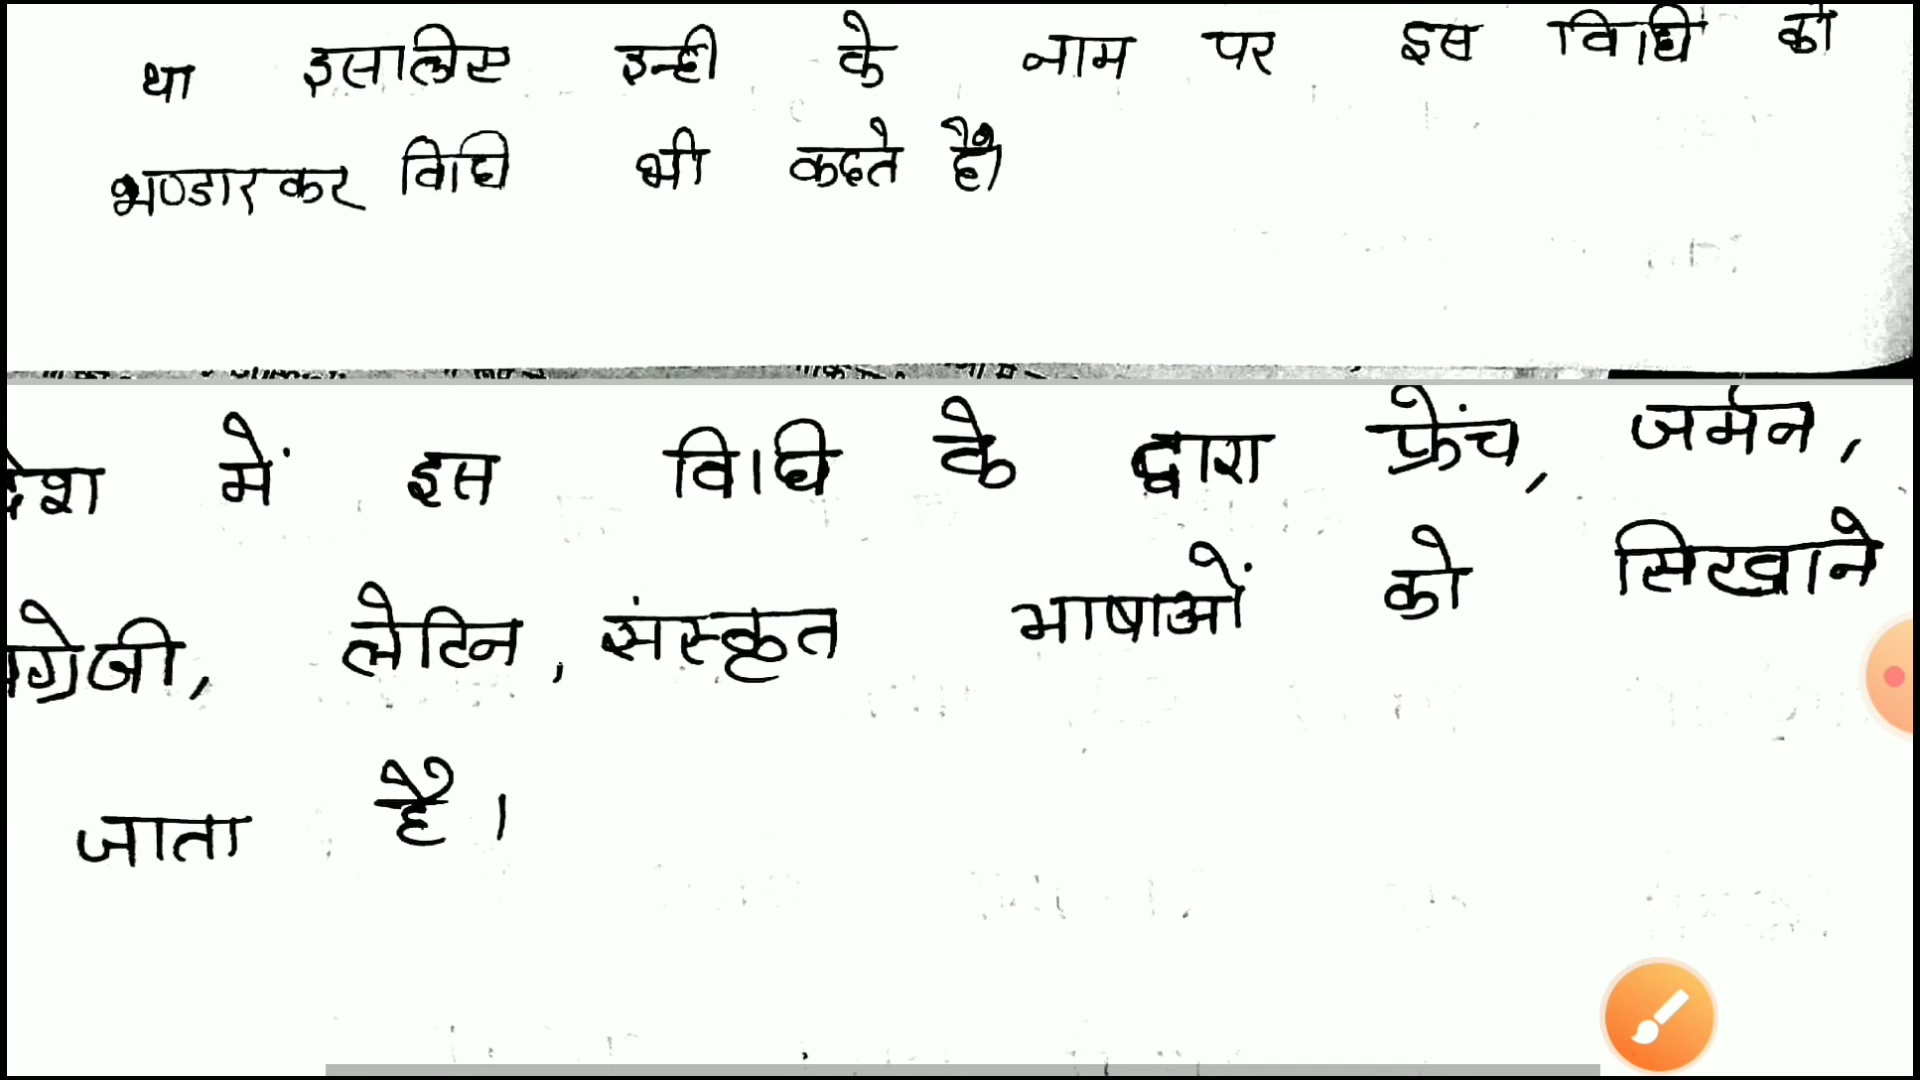 था इसलिए इन्ही के नाम पर इस विधि को
भण्डारकर विधि भी कहते हैं।
देश में इस विधि के द्वारा फ्रेंच, जर्मन,
अंग्रेजी, लेटिन, संस्कृत भाषाओं को सिखाने
जाता है।